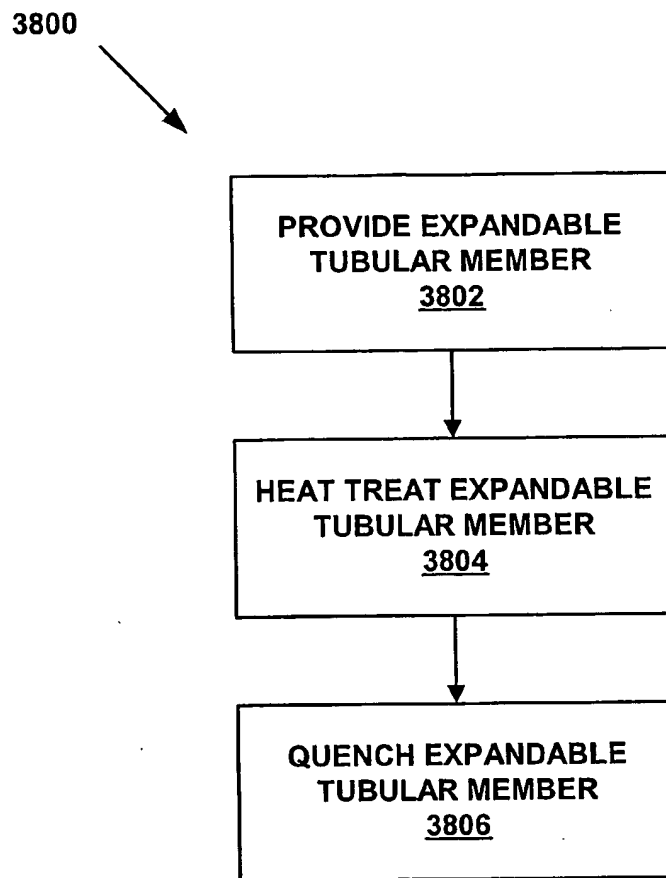 3800
PROVIDE EXPANDABLE
TUBULAR MEMBER
3802
HEAT TREAT EXPANDABLE
TUBULAR MEMBER
3804
QUENCH EXPANDABLE
TUBULAR MEMBER
3806